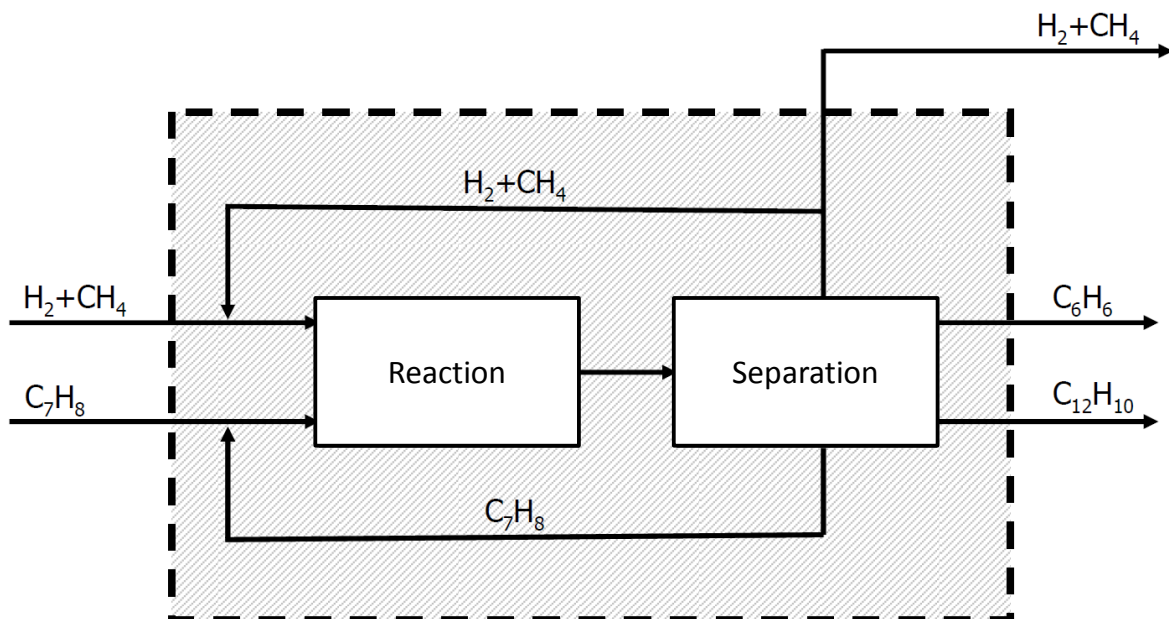 H₂+CH₄
H₂+CH₄
H₂+CH₄
C₆H₆
Reaction
Separation
C₇H₈
C₁₂H₁₀
C₇H₈